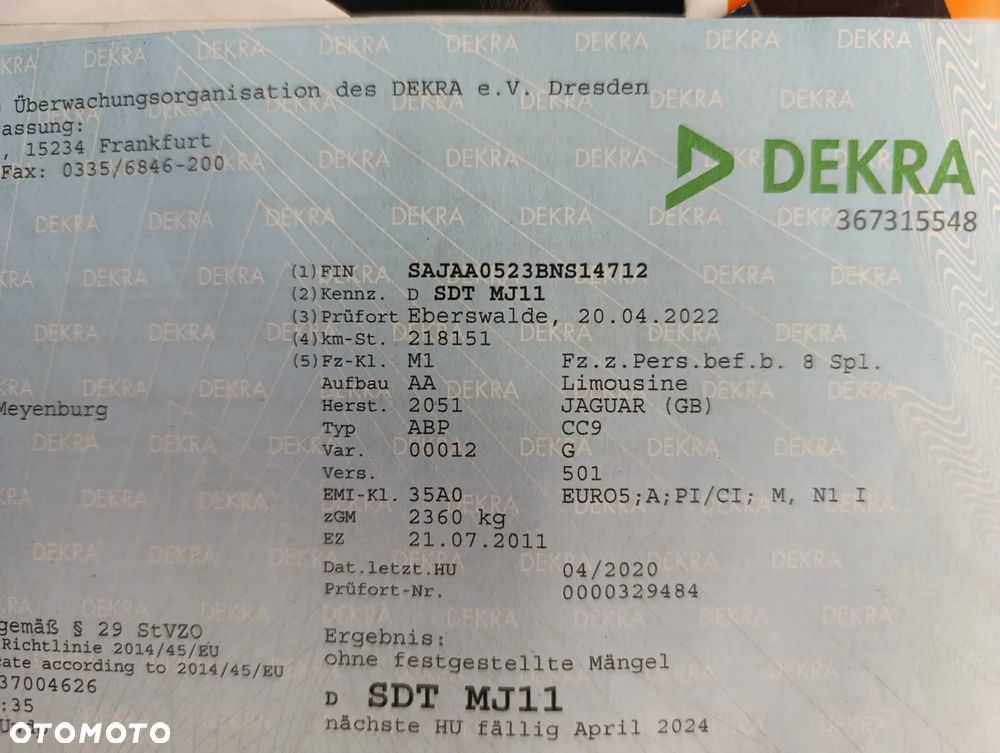 Überwachungsorganisation des DEKRA e.V. Dresden
assung:
, 15234 Frankfurt
Fax: 0335/6846-200
DEKRA
367315548
(1) FIN SAJAA0523BNS14712
(2) Kennz. D SDT MJ11
(3) Prüfort Eberswalde, 20.04.2022
(4) km-St. 218151
(5) Fz-Kl. M1 Fz.z.Pers.bef.b. 8 Spl.
Aufbau AA Limousine
Meyenburg
Herst. 2051 JAGUAR (GB)
Typ ABP CC9
Var. 00012 G
Vers. 501
EMI-Kl. 35A0 EURO5;A;PI/CI; M, N1 I
zGM 2360 kg
EZ 21.07.2011
Dat.letzt.HU 04/2020
Prüfort-Nr. 0000329484
gemäß § 29 StVZO
Richtlinie 2014/45/EU
cate according to 2014/45/EU
37004626
:35
Ergebnis:
ohne festgestellte Mängel
D SDT MJ11
nächste HU fällig April 2024
OTOMOTO